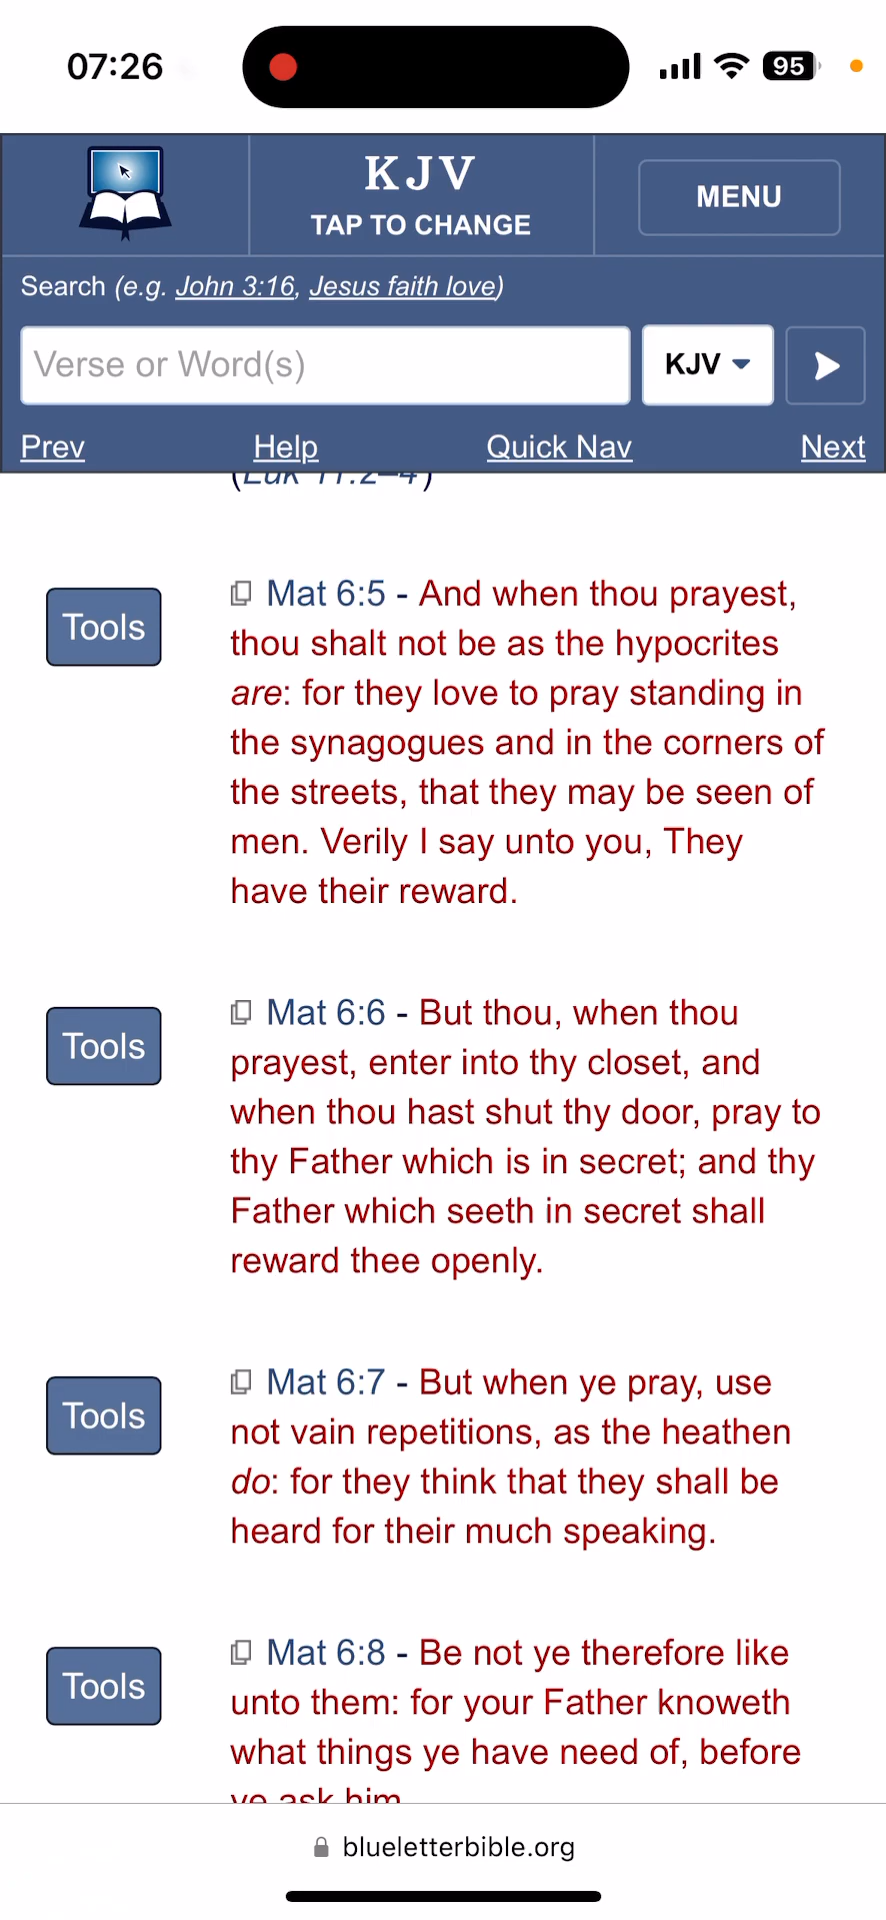 07:26
95
KJV
TAP TO CHANGE
MENU
Search (e.g. John 3:16, Jesus faith love)
Verse or Word(s)
KJV
Prev
Help
Quick Nav
Next
(Luk 11:2–4)
Tools
Mat 6:5 - And when thou prayest,
thou shalt not be as the hypocrites
are: for they love to pray standing in
the synagogues and in the corners of
the streets, that they may be seen of
men. Verily I say unto you, They
have their reward.
Tools
Mat 6:6 - But thou, when thou
prayest, enter into thy closet, and
when thou hast shut thy door, pray to
thy Father which is in secret; and thy
Father which seeth in secret shall
reward thee openly.
Tools
Mat 6:7 - But when ye pray, use
not vain repetitions, as the heathen
do: for they think that they shall be
heard for their much speaking.
Tools
Mat 6:8 - Be not ye therefore like
unto them: for your Father knoweth
what things ye have need of, before
ye ask him
blueletterbible.org